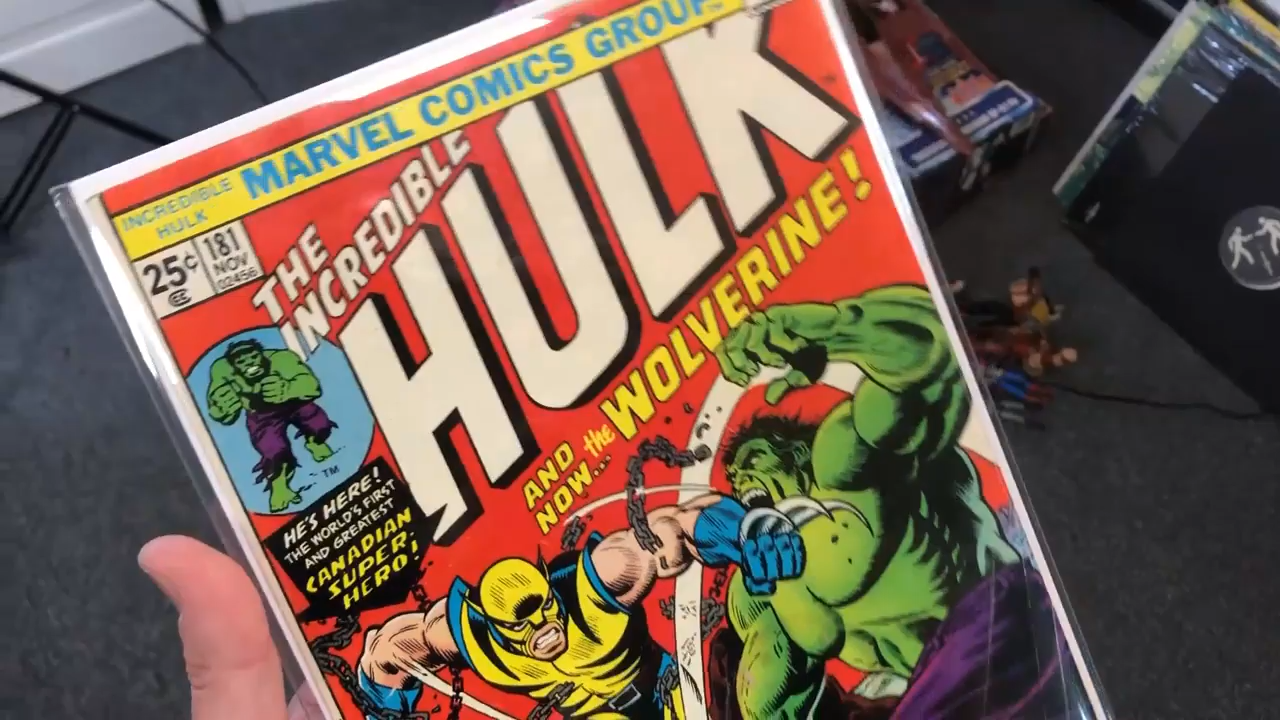 MARVEL COMICS GROUP
INCREDIBLE
HULK
25¢
181
NOV
02456
CC
THE
INCREDIBLE
HULK
AND
NOW... the WOLVERINE!
TM
HE'S HERE!
THE WORLD'S FIRST
AND GREATEST
CANADIAN
SUPER-
HERO!